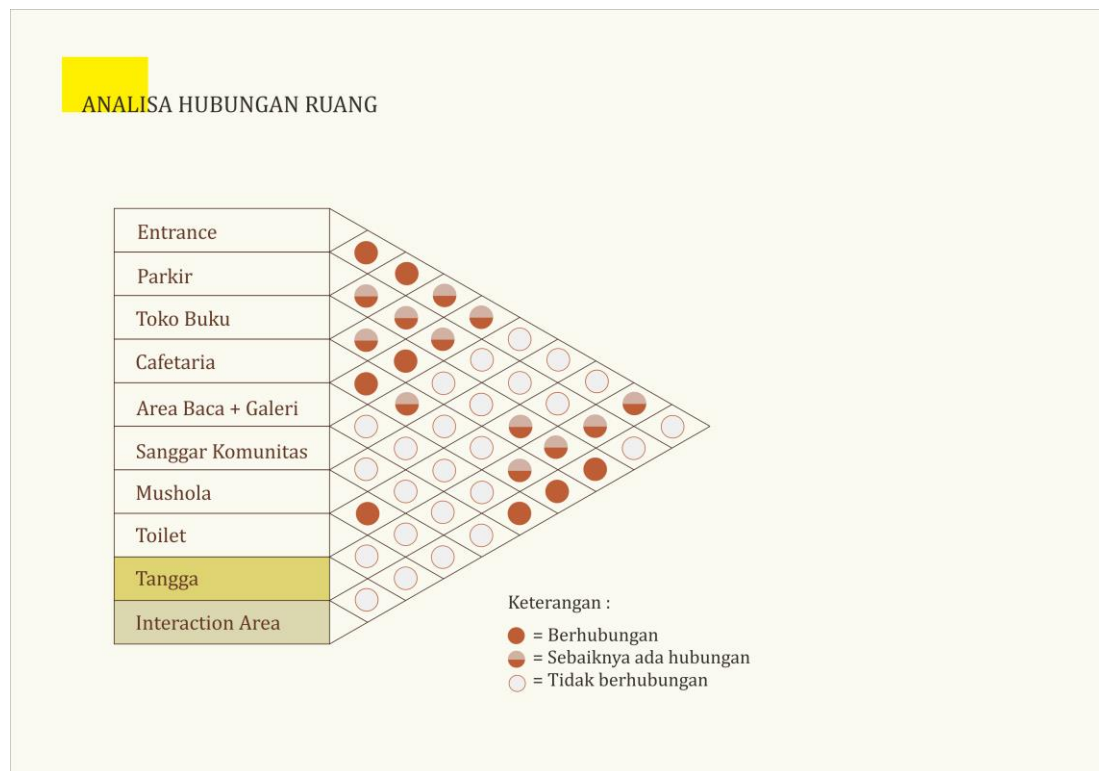 ANALISA HUBUNGAN RUANG
Entrance
Parkir
Toko Buku
Cafetaria
Area Baca + Galeri
Sanggar Komunitas
Mushola
Toilet
Tangga
Interaction Area
Keterangan :
= Berhubungan
= Sebaiknya ada hubungan
= Tidak berhubungan